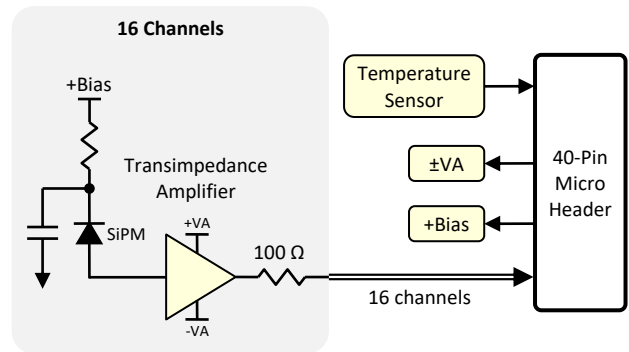 16 Channels
+Bias
Transimpedance
Amplifier
SiPM
+VA
-VA
100 Ω
16 channels
Temperature
Sensor
±VA
+Bias
40-Pin
Micro
Header